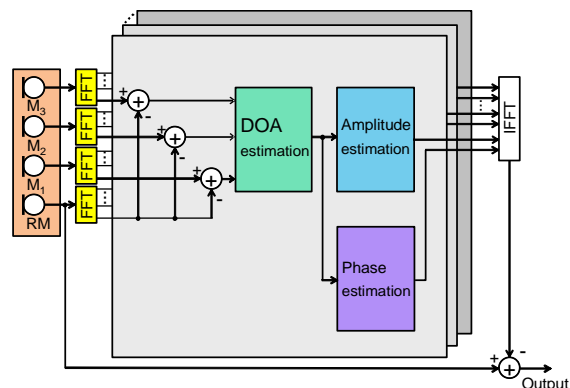 M3
M2
M1
RM
FFT
FFT
FFT
FFT
+
-
+
-
+
-
DOA
estimation
Amplitude
estimation
Phase
estimation
IFFT
+
-
Output